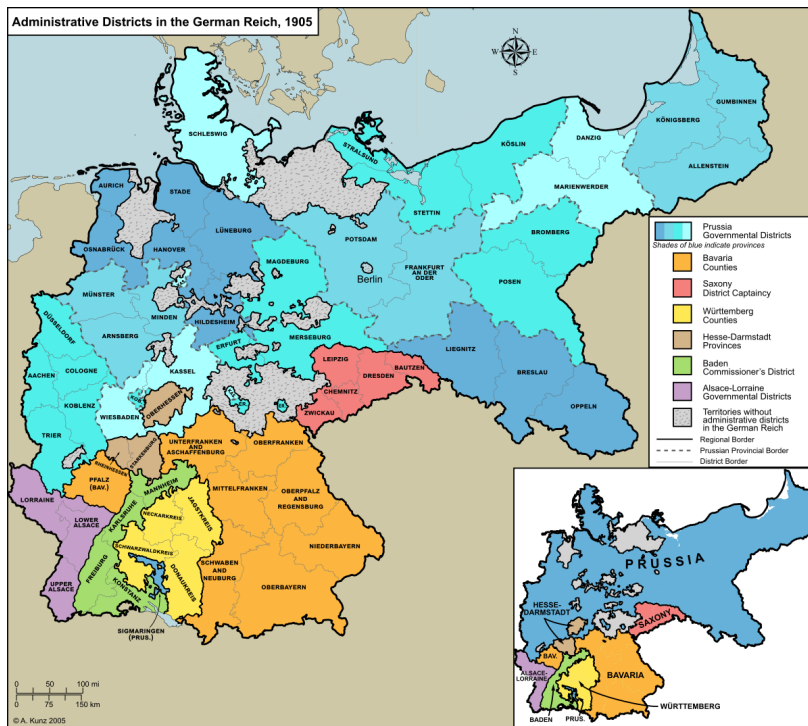 Administrative Districts in the German Reich, 1905
N
W
E
S
SCHLESWIG
STRALSUND
KÖSLIN
DANZIG
KÖNIGSBERG
GUMBINNEN
ALLENSTEIN
MARIENWERDER
STETTIN
AURICH
STADE
LÜNEBURG
OSNABRÜCK
HANOVER
POTSDAM
BROMBERG
MAGDEBURG
Berlin
FRANKFURT
AN DER
ODER
POSEN
MÜNSTER
MINDEN
HILDESHEIM
DÜSSELDORF
ARNSBERG
ERFURT
MERSEBURG
LIEGNITZ
BRESLAU
OPPELN
LEIPZIG
DRESDEN
BAUTZEN
CHEMNITZ
ZWICKAU
AACHEN
COLOGNE
KASSEL
KOBLENZ
WIESBADEN
OBERHESSEN
TRIER
STARKENBURG
RHEINHESSEN
UNTERFRANKEN
AND
ASCHAFFENBURG
OBERFRANKEN
PFALZ
(BAV.)
MANNHEIM
MITTELFRANKEN
OBERPFALZ
AND
REGENSBURG
LORRAINE
LOWER
ALSACE
KARLSRUHE
NECKARKREIS
JAGSTKREIS
SCHWARZWALDKREIS
NIEDERBAYERN
UPPER
ALSACE
FREIBURG
KONSTANZ
DONAUKREIS
SCHWABEN
AND
NEUBURG
OBERBAYERN
SIGMARINGEN
(PRUS.)
Prussia
Governmental Districts
Shades of blue indicate provinces
Bavaria
Counties
Saxony
District Captaincy
Württemberg
Counties
Hesse-Darmstadt
Provinces
Baden
Commissioner's District
Alsace-Lorraine
Governmental Districts
Territories without
administrative districts
in the German Reich
Regional Border
Prussian Provincial Border
District Border
PRUSSIA
HESSE-
DARMSTADT
SAXONY
BAV.
ALSACE-
LORRAINE
BAVARIA
BADEN
PRUS.
WÜRTTEMBERG
0 50 100 mi
0 50 100 150 km
© A. Kunz 2005